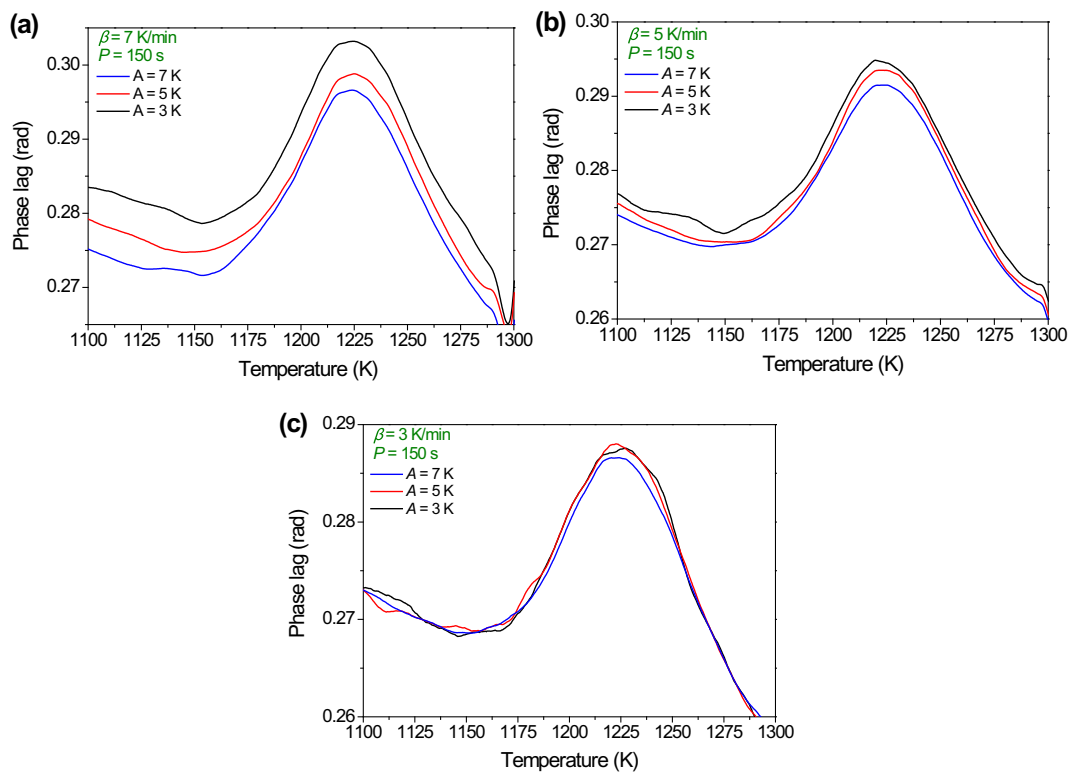 (a)
β = 7 K/min
P = 150 s
A = 7 K
A = 5 K
A = 3 K
0.30
0.29
0.28
0.27
Phase lag (rad)
1100 1125 1150 1175 1200 1225 1250 1275 1300
Temperature (K)
(b)
β = 5 K/min
P = 150 s
A = 7 K
A = 5 K
A = 3 K
0.30
0.29
0.28
0.27
0.26
Phase lag (rad)
1100 1125 1150 1175 1200 1225 1250 1275 1300
Temperature (K)
(c)
β = 3 K/min
P = 150 s
A = 7 K
A = 5 K
A = 3 K
0.29
0.28
0.27
0.26
Phase lag (rad)
1100 1125 1150 1175 1200 1225 1250 1275 1300
Temperature (K)